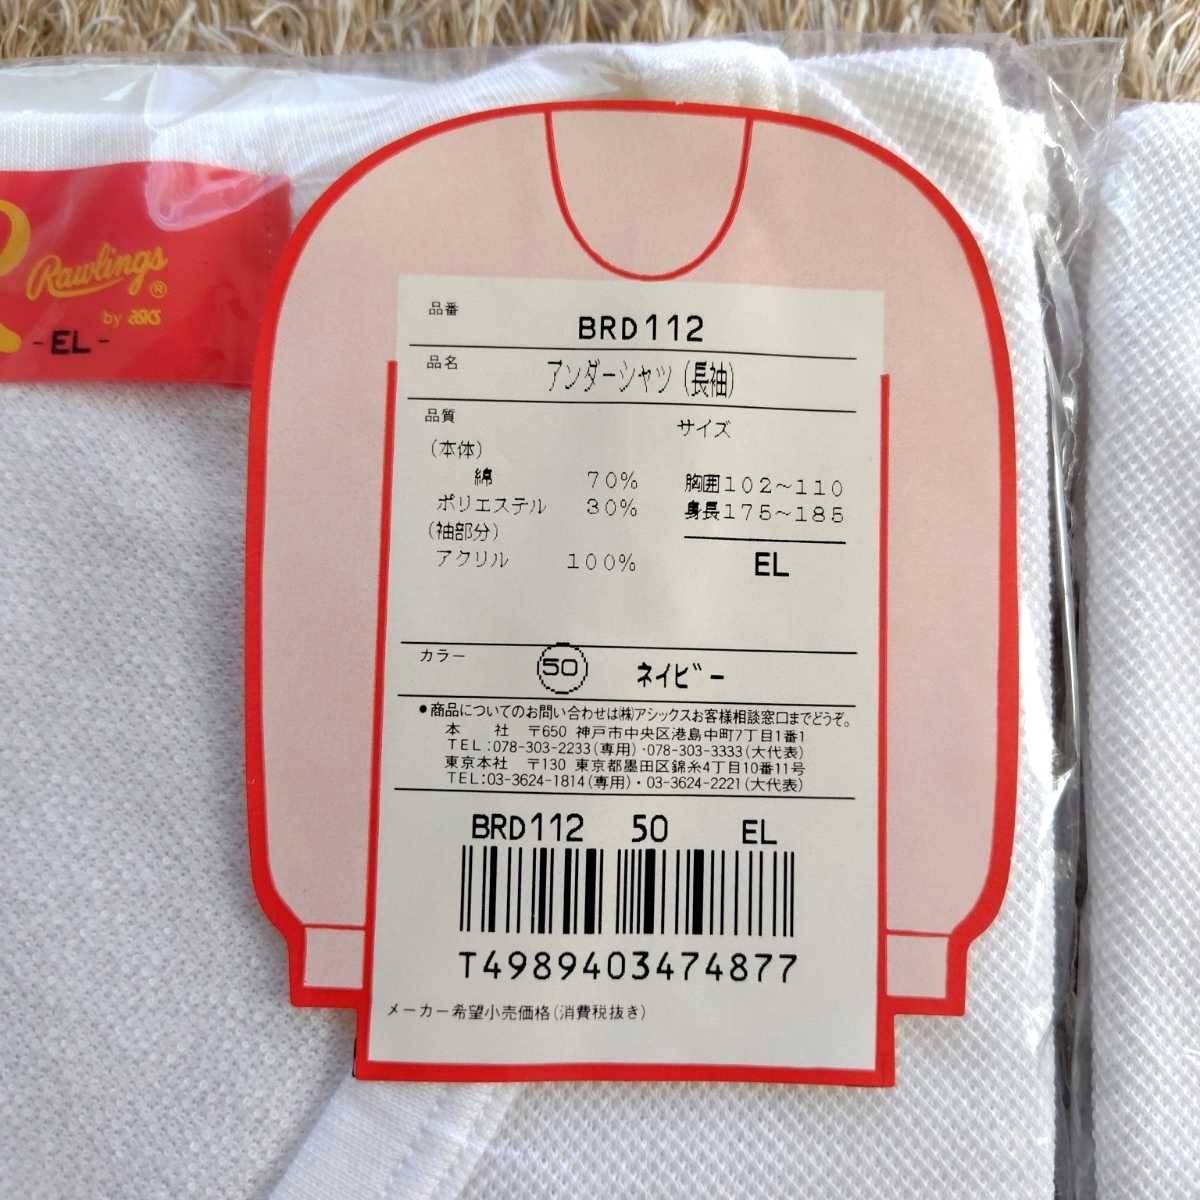 Rawlings®
by asics
-EL-
品番
BRD112
品名
アンダーシャツ(長袖)
品質
サイズ
(本体)
綿 70%
ポリエステル 30%
(袖部分)
アクリル 100%
胸囲102～110
身長175～185
EL
カラー
50 ネイビー
●商品についてのお問い合わせは㈱アシックスお客様相談窓口までどうぞ。
本 社 〒650 神戸市中央区港島中町7丁目1番1
TEL:078-303-2233(専用)・078-303-3333(大代表)
東京本社 〒130 東京都墨田区錦糸4丁目10番11号
TEL:03-3624-1814(専用)・03-3624-2221(大代表)
BRD112 50 EL
T4989403474877
メーカー希望小売価格(消費税抜き)